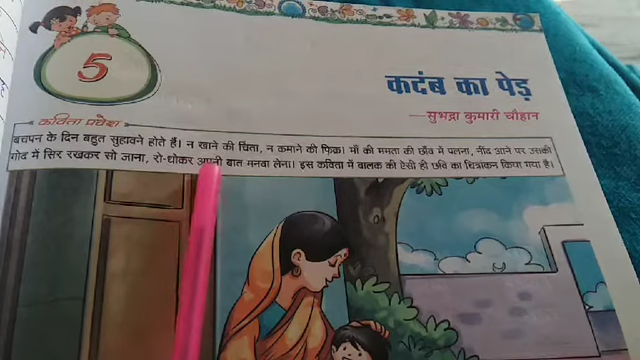 5
कदंब का पेड़
—सुभद्रा कुमारी चौहान
कविता प्रवेश
बचपन के दिन बहुत सुहावने होते हैं। न खाने की चिंता, न कमाने की फ़िक्र। माँ की ममता की छाँव में पलना, नींद आने पर उसकी
गोद में सिर रखकर सो जाना, रो-धोकर अपनी बात मनवा लेना। इस कविता में बालक की ऐसी ही छवि का चित्रांकन किया गया है।